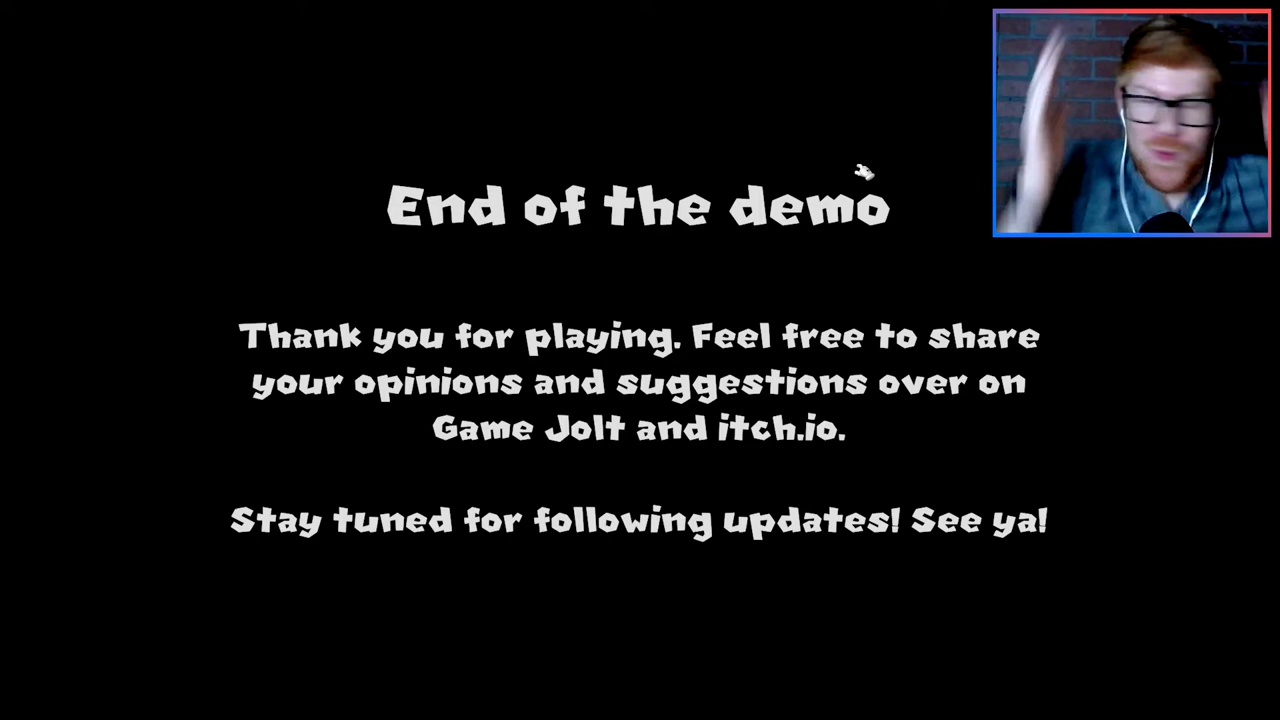 End of the demo
Thank you for playing. Feel free to share
your opinions and suggestions over on
Game Jolt and itch.io.
Stay tuned for following updates! See ya!